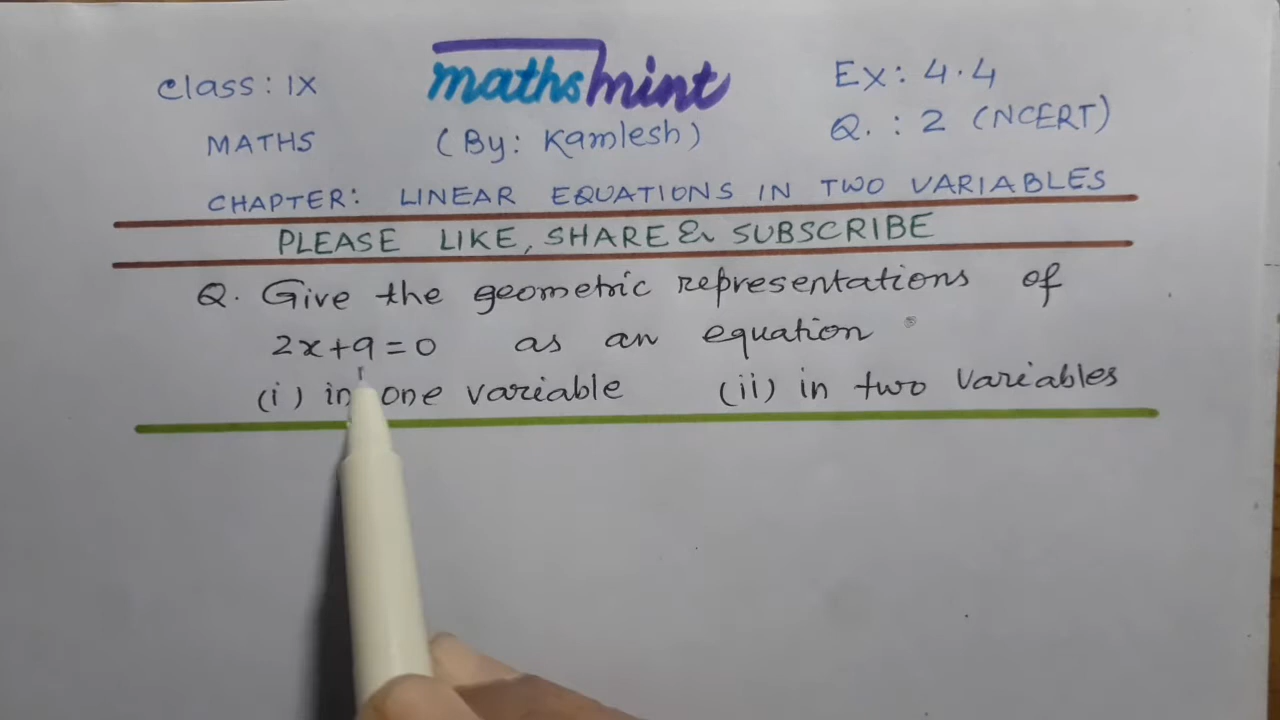 Class: IX mathsmint Ex: 4.4
MATHS (By: Kamlesh) Q. : 2 (NCERT)
CHAPTER: LINEAR EQUATIONS IN TWO VARIABLES
PLEASE LIKE, SHARE & SUBSCRIBE
Q. Give the geometric representations of
2x+9=0 as an equation
(i) in one variable (ii) in two variables